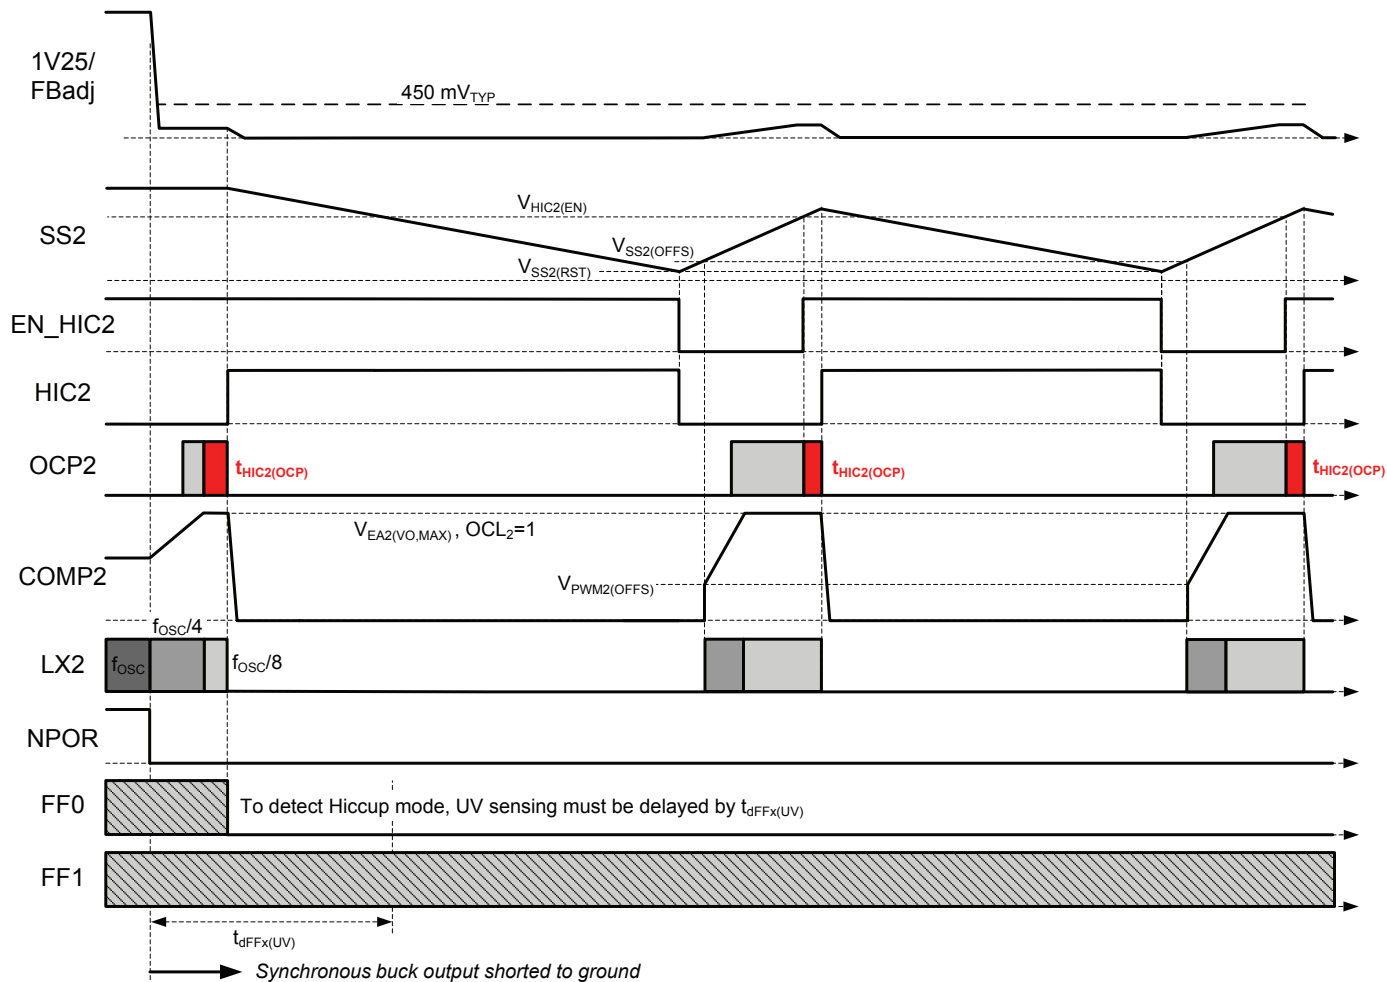 1V25/
FBadj
450 mVTYP
SS2
VHIC2(EN)
VSS2(OFFS)
VSS2(RST)
EN_HIC2
HIC2
OCP2
tHIC2(OCP)
tHIC2(OCP)
tHIC2(OCP)
COMP2
VEA2(VO,MAX) , OCL2=1
VPWM2(OFFS)
LX2
fOSC
fOSC/4
fOSC/8
NPOR
FF0
To detect Hiccup mode, UV sensing must be delayed by tdFFx(UV)
FF1
tdFFx(UV)
Synchronous buck output shorted to ground